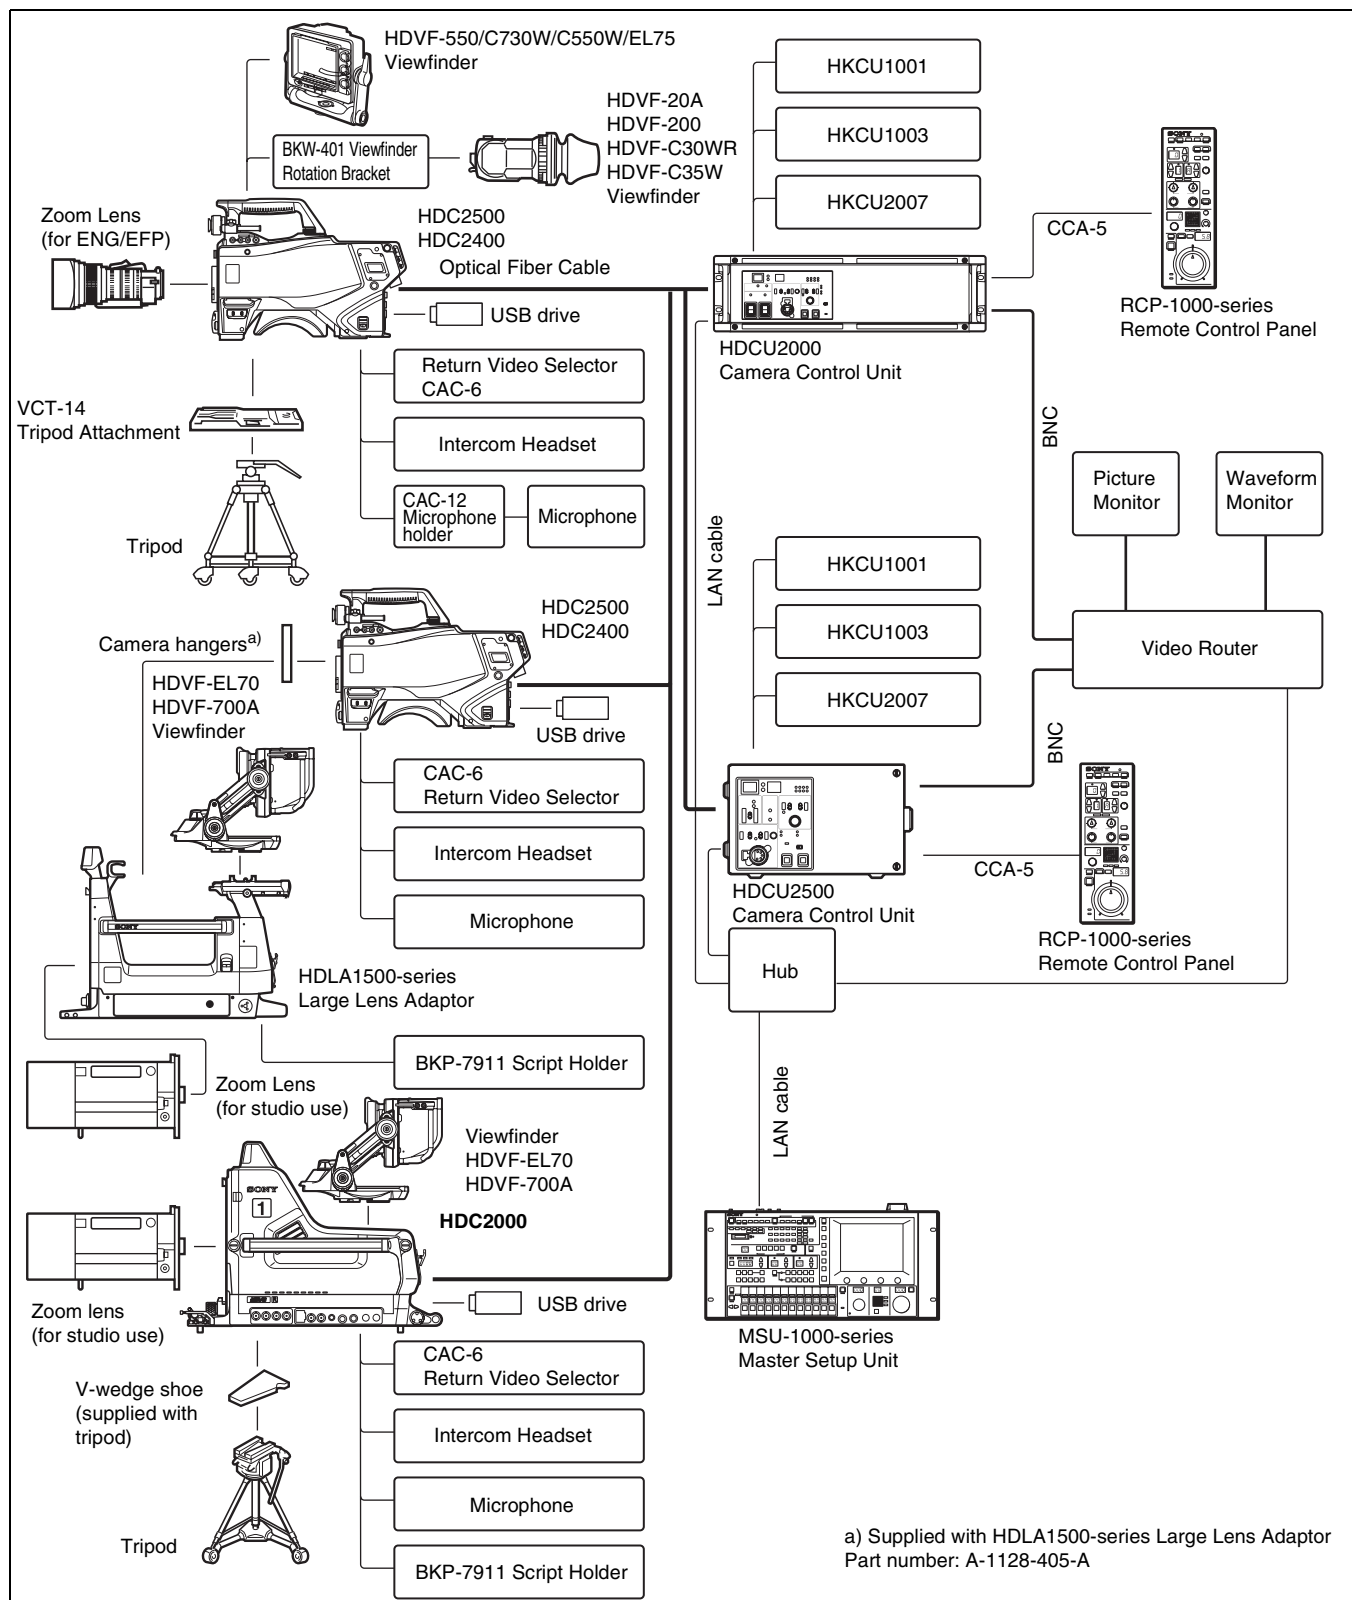 HDVF-550/C730W/C550W/EL75
Viewfinder
BKW-401 Viewfinder
Rotation Bracket
HDVF-20A
HDVF-200
HDVF-C30WR
HDVF-C35W
Viewfinder
Zoom Lens
(for ENG/EFP)
HDC2500
HDC2400
Optical Fiber Cable
USB drive
Return Video Selector
CAC-6
Intercom Headset
CAC-12
Microphone
holder
Microphone
VCT-14
Tripod Attachment
Tripod
HKCU1001
HKCU1003
HKCU2007
HDCU2000
Camera Control Unit
CCA-5
SONY
RCP-1000-series
Remote Control Panel
BNC
LAN cable
Picture
Monitor
Waveform
Monitor
Video Router
HKCU1001
HKCU1003
HKCU2007
BNC
HDCU2500
Camera Control Unit
CCA-5
SONY
RCP-1000-series
Remote Control Panel
Hub
LAN cable
SONY
MSU-1000-series
Master Setup Unit
Camera hangers a)
HDC2500
HDC2400
USB drive
HDVF-EL70
HDVF-700A
Viewfinder
CAC-6
Return Video Selector
Intercom Headset
Microphone
SONY
HDLA1500-series
Large Lens Adaptor
BKP-7911 Script Holder
Zoom Lens
(for studio use)
Viewfinder
HDVF-EL70
HDVF-700A
SONY
1
HDC2000
USB drive
Zoom lens
(for studio use)
V-wedge shoe
(supplied with
tripod)
Tripod
CAC-6
Return Video Selector
Intercom Headset
Microphone
BKP-7911 Script Holder
a) Supplied with HDLA1500-series Large Lens Adaptor
Part number: A-1128-405-A